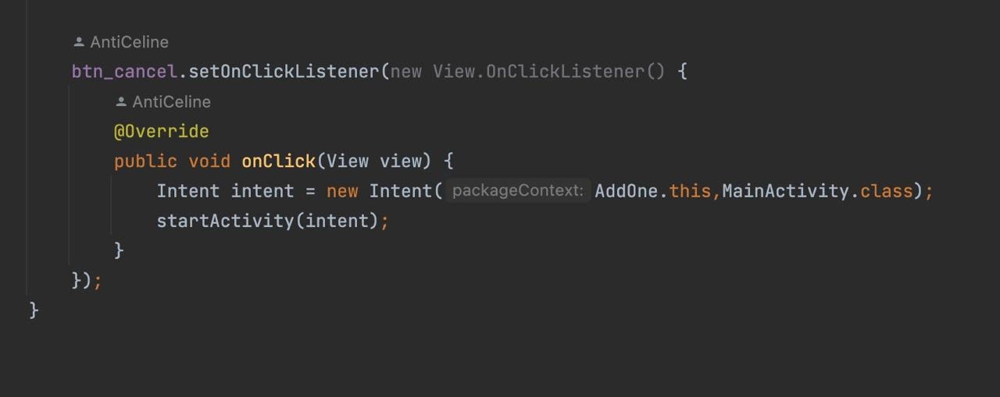 AntiCeline
btn_cancel.setOnClickListener(new View.OnClickListener() {
AntiCeline
@Override
public void onClick(View view) {
Intent intent = new Intent( packageContext: AddOne.this,MainActivity.class);
startActivity(intent);
}
});
}